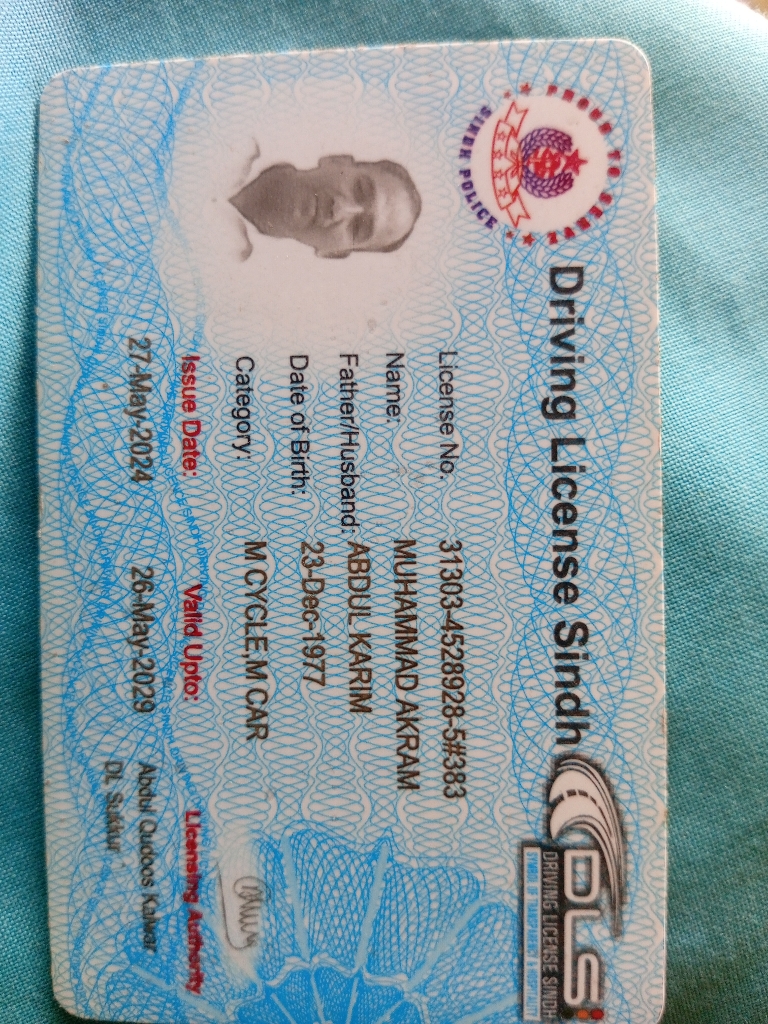 PROUD TO SERVE
SINDH POLICE
Driving License Sindh
DLS
DRIVING LICENSE SINDH
License No. 31303-4528928-5#383
Name: MUHAMMAD AKRAM
Father/Husband: ABDUL KARIM
Date of Birth: 23-Dec-1977
Category: M CYCLE,M CAR
Issue Date: Valid Upto: Licensing Authority
27-May-2024 26-May-2029 Abdul Qudoos Kalwar
DL Sukkur